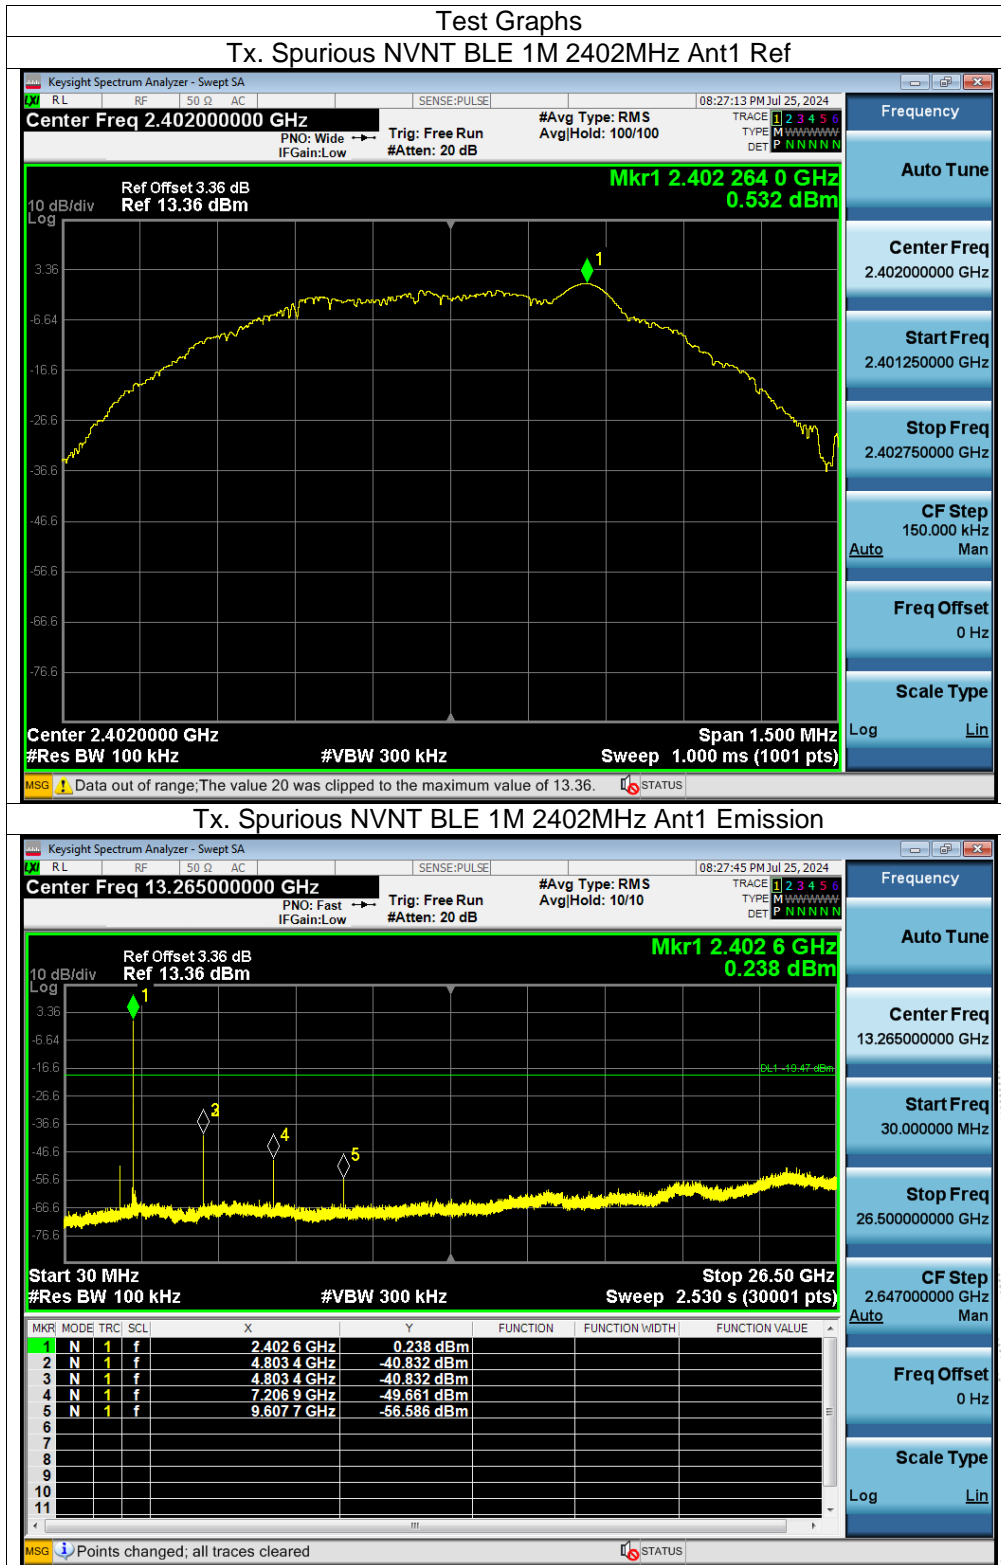 Test Graphs
Tx. Spurious NVNT BLE 1M 2402MHz Ant1 Ref
Keysight Spectrum Analyzer - Swept SA
LXI RL RF 50 Ω AC SENSE:PULSE 08:27:13 PM Jul 25, 2024
Center Freq 2.402000000 GHz #Avg Type: RMS TRACE 1 2 3 4 5 6
PNO: Wide Trig: Free Run Avg|Hold: 100/100 TYPE M WWWWW
IFGain:Low #Atten: 20 dB DET P N N N N N
Frequency
Auto Tune
Mkr1 2.402 264 0 GHz
Ref Offset 3.36 dB
10 dB/div Ref 13.36 dBm 0.532 dBm
Log
1
3.36
-6.64
-16.6
-26.6
-36.6
-46.6
-56.6
-66.6
-76.6
Center Freq
2.402000000 GHz
Start Freq
2.401250000 GHz
Stop Freq
2.402750000 GHz
CF Step
150.000 kHz
Auto Man
Freq Offset
0 Hz
Scale Type
Log Lin
Center 2.4020000 GHz Span 1.500 MHz
#Res BW 100 kHz #VBW 300 kHz Sweep 1.000 ms (1001 pts)
MSG Data out of range;The value 20 was clipped to the maximum value of 13.36. STATUS
Tx. Spurious NVNT BLE 1M 2402MHz Ant1 Emission
Keysight Spectrum Analyzer - Swept SA
LXI RL RF 50 Ω AC SENSE:PULSE 08:27:45 PM Jul 25, 2024
Center Freq 13.265000000 GHz #Avg Type: RMS TRACE 1 2 3 4 5 6
PNO: Fast Trig: Free Run Avg|Hold: 10/10 TYPE M WWWWW
IFGain:Low #Atten: 20 dB DET P N N N N N
Frequency
Auto Tune
Mkr1 2.402 6 GHz
Ref Offset 3.36 dB
10 dB/div Ref 13.36 dBm 0.238 dBm
Log
1
3.36
-6.64
-16.6
DL1 -19.47 dBm
-26.6
3
-36.6
4
-46.6
5
-56.6
-66.6
-76.6
Center Freq
13.265000000 GHz
Start Freq
30.000000 MHz
Stop Freq
26.500000000 GHz
CF Step
2.647000000 GHz
Auto Man
Freq Offset
0 Hz
Scale Type
Log Lin
Start 30 MHz Stop 26.50 GHz
#Res BW 100 kHz #VBW 300 kHz Sweep 2.530 s (30001 pts)
MKR MODE TRC SCL X Y FUNCTION FUNCTION WIDTH FUNCTION VALUE
1 N 1 f 2.402 6 GHz 0.238 dBm
2 N 1 f 4.803 4 GHz -40.832 dBm
3 N 1 f 4.803 4 GHz -40.832 dBm
4 N 1 f 7.206 9 GHz -49.661 dBm
5 N 1 f 9.607 7 GHz -56.586 dBm
6
7
8
9
10
11
MSG Points changed; all traces cleared STATUS